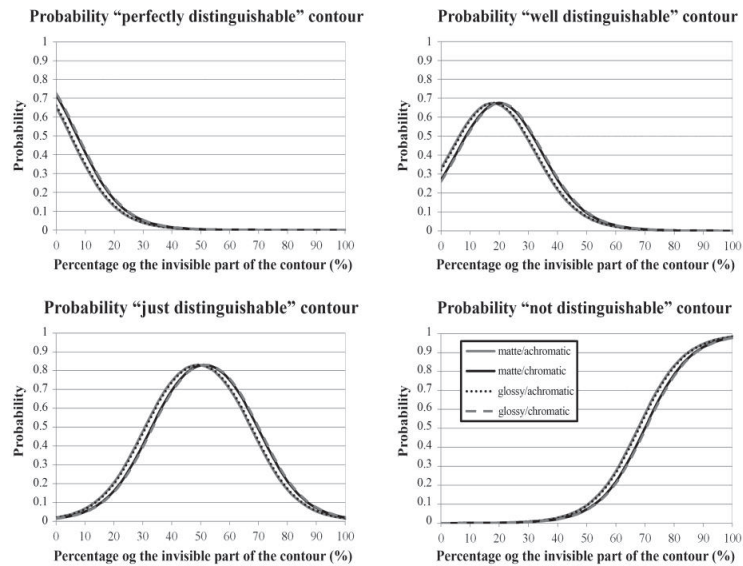 Probability “perfectly distinguishable” contour
1
0.9
0.8
0.7
0.6
0.5
0.4
0.3
0.2
0.1
0
Probability
0 10 20 30 40 50 60 70 80 90 100
Percentage og the invisible part of the contour (%)
Probability “well distinguishable” contour
1
0.9
0.8
0.7
0.6
0.5
0.4
0.3
0.2
0.1
0
Probability
0 10 20 30 40 50 60 70 80 90 100
Percentage og the invisible part of the contour (%)
Probability “just distinguishable” contour
1
0.9
0.8
0.7
0.6
0.5
0.4
0.3
0.2
0.1
0
Probability
0 10 20 30 40 50 60 70 80 90 100
Percentage og the invisible part of the contour (%)
Probability “not distinguishable” contour
1
0.9
0.8
0.7
0.6
0.5
0.4
0.3
0.2
0.1
0
Probability
matte/achromatic
matte/chromatic
glossy/achromatic
glossy/chromatic
0 10 20 30 40 50 60 70 80 90 100
Percentage og the invisible part of the contour (%)